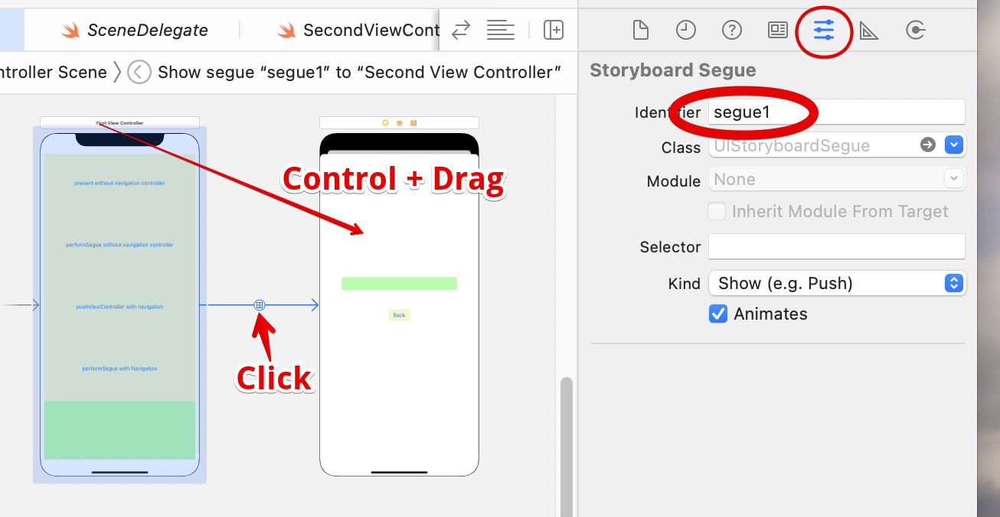 SceneDelegate
SecondViewCont
ntroller Scene 〉 Show segue “segue1” to “Second View Controller”
First View Controller
present without navigation controller
performSegue without navigation controller
pushViewController with navigation
performSegue with Navigation
Control + Drag
Back
Click
Storyboard Segue
Identifier segue1
Class UIStoryboardSegue
Module None
Inherit Module From Target
Selector
Kind Show (e.g. Push)
Animates